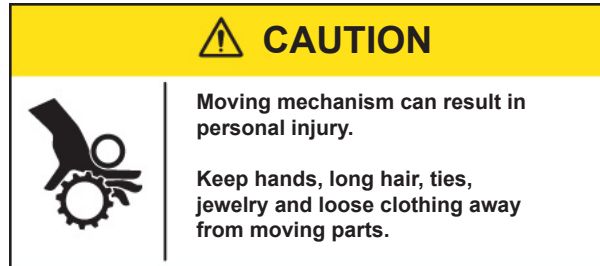 CAUTION
Moving mechanism can result in
personal injury.
Keep hands, long hair, ties,
jewelry and loose clothing away
from moving parts.